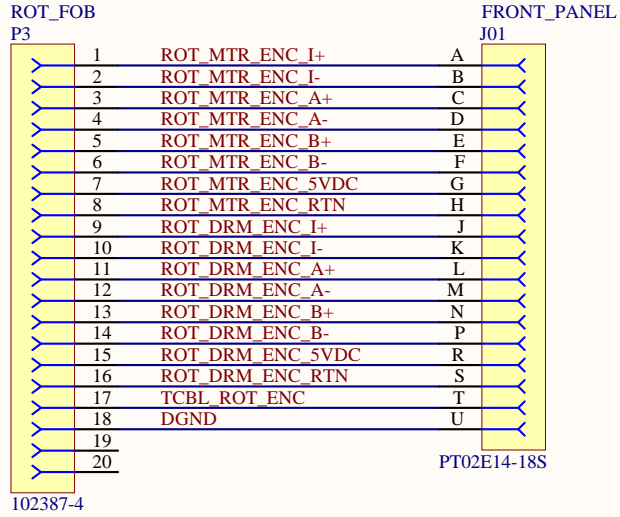 ROT_FOB FRONT_PANEL
P3 J01
1 ROT_MTR_ENC_I+ A
2 ROT_MTR_ENC_I- B
3 ROT_MTR_ENC_A+ C
4 ROT_MTR_ENC_A- D
5 ROT_MTR_ENC_B+ E
6 ROT_MTR_ENC_B- F
7 ROT_MTR_ENC_5VDC G
8 ROT_MTR_ENC_RTN H
9 ROT_DRM_ENC_I+ J
10 ROT_DRM_ENC_I- K
11 ROT_DRM_ENC_A+ L
12 ROT_DRM_ENC_A- M
13 ROT_DRM_ENC_B+ N
14 ROT_DRM_ENC_B- P
15 ROT_DRM_ENC_5VDC R
16 ROT_DRM_ENC_RTN S
17 TCBL_ROT_ENC T
18 DGND U
19
20
PT02E14-18S
102387-4